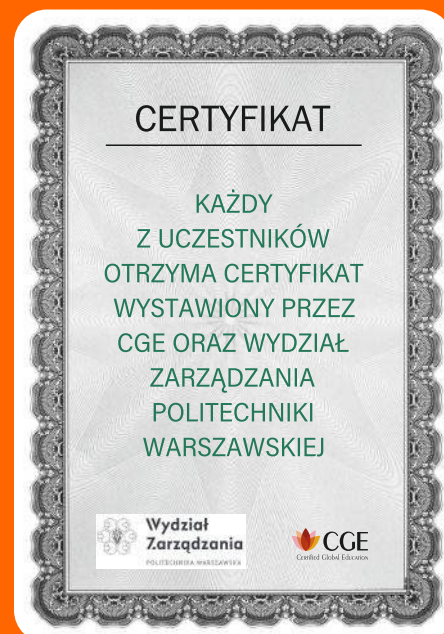 CERTYFIKAT
KAŻDY
Z UCZESTNIKÓW
OTRZYMA CERTYFIKAT
WYSTAWIONY PRZEZ
CGE ORAZ WYDZIAŁ
ZARZĄDZANIA
POLITECHNIKI
WARSZAWSKIEJ
Wydział
Zarządzania
POLITECHNIKA WARSZAWSKA
CGE
Certified Global Education